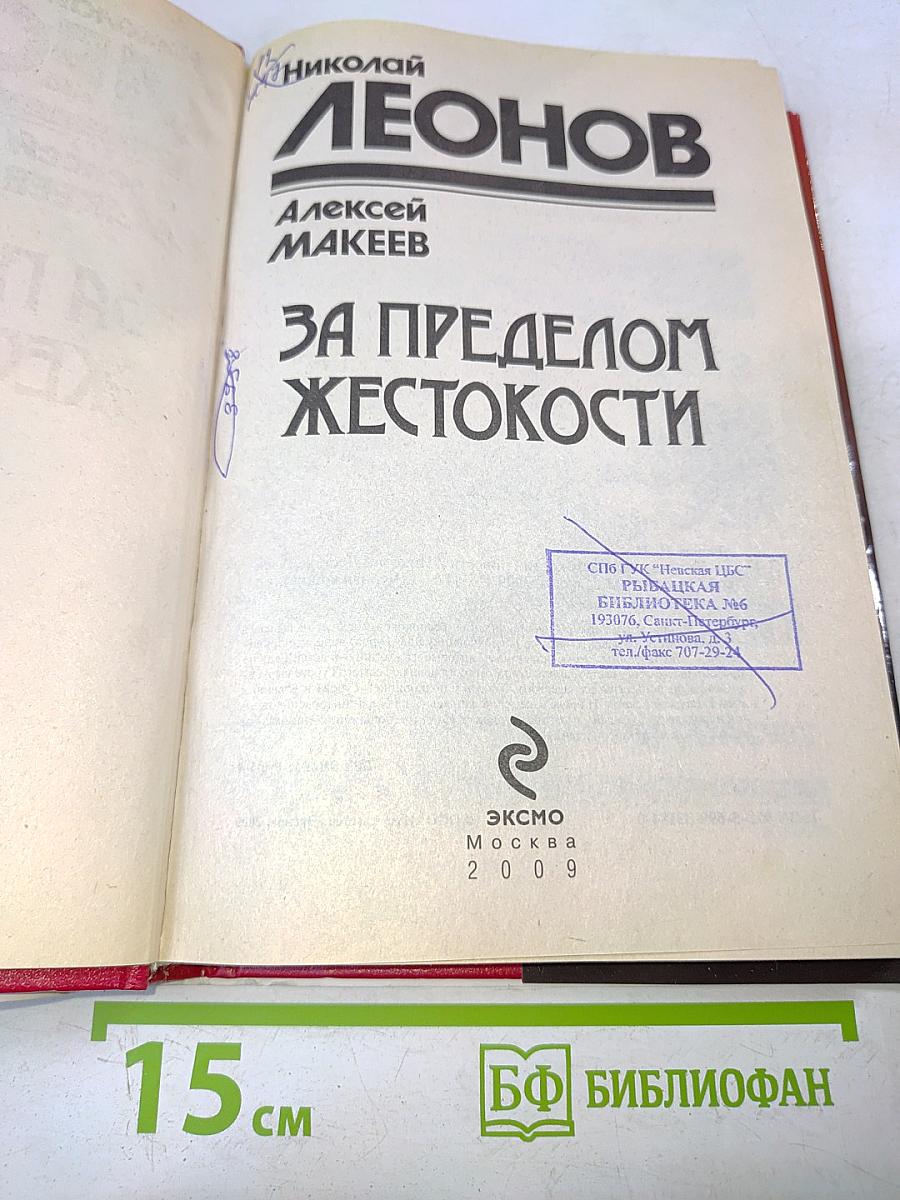 Николай
ЛЕОНОВ
Алексей
МАКЕЕВ
ЗА ПРЕДЕЛОМ
ЖЕСТОКОСТИ
СПб ГУК "Невская ЦБС"
РЫБАЦКАЯ
БИБЛИОТЕКА №6
193076, Санкт-Петербург,
ул. Устинова, д. 3
тел./факс 707-29-24
ЭКСМО
Москва
2009
15 см
БФ БИБЛИОФАН